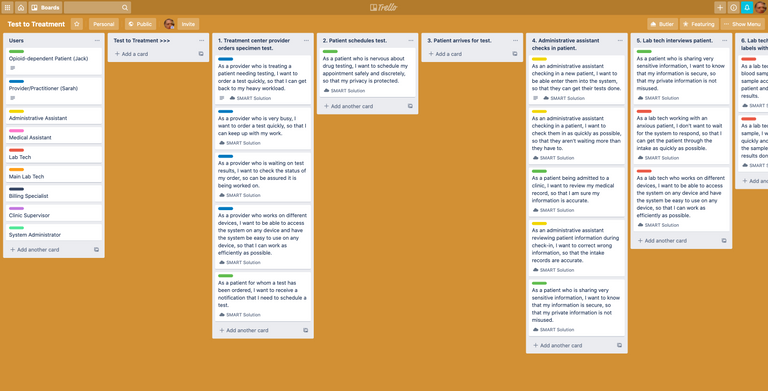 Boards
Trello
Test to Treatment
Personal
Public
Invite
Butler
Featuring
Show Menu
Users
Opioid-dependent Patient (Jack)
Provider/Practitioner (Sarah)
Administrative Assistant
Medical Assistant
Lab Tech
Main Lab Tech
Billing Specialist
Clinic Supervisor
System Administrator
+ Add another card
Test to Treatment >>>
+ Add a card
1. Treatment center provider
orders specimen test.
As a provider who is treating a
patient needing testing, I want to
order a test quickly, so that I can get
back to my heavy workload.
SMART Solution
As a provider who is very busy, I
want to order a test quickly, so that I
can keep up with my work.
SMART Solution
As a provider who is waiting on test
results, I want to check the status of
my order, so can be assured it is
being worked on.
SMART Solution
As a provider who works on different
devices, I want to be able to access
the system on any device and have
the system be easy to use on any
device, so that I can work as
efficiently as possible.
SMART Solution
As a patient for whom a test has
been ordered, I want to receive a
notification that I need to schedule a
test.
SMART Solution
+ Add another card
2. Patient schedules test.
As a patient who is nervous about
drug testing, I want to schedule my
appointment safely and discretely,
so that my privacy is protected.
SMART Solution
+ Add another card
3. Patient arrives for test.
+ Add a card
4. Administrative assistant
checks in patient.
As an administrative assistant
checking in a new patient, I want to
be able enter them into the system,
so that they can get their tests done.
SMART Solution
As an administrative assistant
checking in a patient, I want to
check them in as quickly as possible,
so that they aren't waiting more than
they have to.
SMART Solution
As a patient being admitted to a
clinic, I want to review my medical
record, so that I am sure my
information is accurate.
SMART Solution
As an administrative assistant
reviewing patient information during
check-in, I want to correct wrong
information, so that the intake
records are accurate.
SMART Solution
As a patient who is sharing very
sensitive information, I want to know
that my information is secure, so
that my private information is not
misused.
SMART Solution
+ Add another card
5. Lab tech interviews patient.
As a patient who is sharing very
sensitive information, I want to know
that my information is secure, so
that my private information is not
misused.
SMART Solution
As a lab tech working with an
anxious patient, I don't want to wait
for the system to respond, so that I
can get the patient through the
intake as quickly as possible.
SMART Solution
As a lab tech who works on different
devices, I want to be able to access
the system on any device and have
the system be easy to use on any
device, so that I can work as
efficiently as possible.
SMART Solution
+ Add another card
6. Lab tech
labels with
As a lab tec
blood samp
sample acc
patient and
results.
SMA
As a lab tec
sample, I w
quickly and
the sample
results to d
SMA
+ Add an